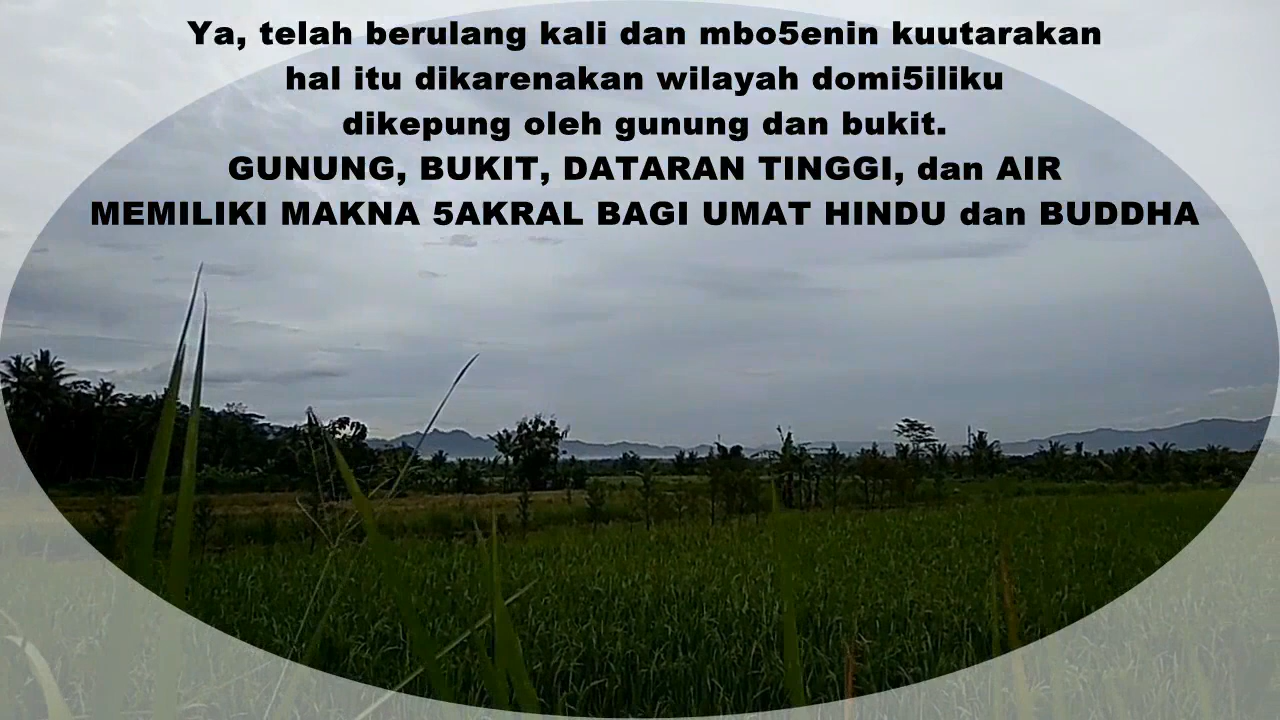 Ya, telah berulang kali dan mbo5enin kuutarakan
hal itu dikarenakan wilayah domi5iliku
dikepung oleh gunung dan bukit.
GUNUNG, BUKIT, DATARAN TINGGI, dan AIR
MEMILIKI MAKNA 5AKRAL BAGI UMAT HINDU dan BUDDHA